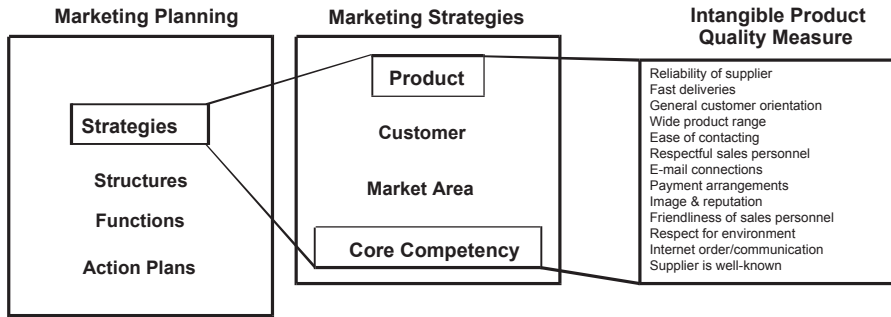 Marketing Planning
Strategies
Structures
Functions
Action Plans
Marketing Strategies
Product
Customer
Market Area
Core Competency
Intangible Product
Quality Measure
Reliability of supplier
Fast deliveries
General customer orientation
Wide product range
Ease of contacting
Respectful sales personnel
E-mail connections
Payment arrangements
Image & reputation
Friendliness of sales personnel
Respect for environment
Internet order/communication
Supplier is well-known